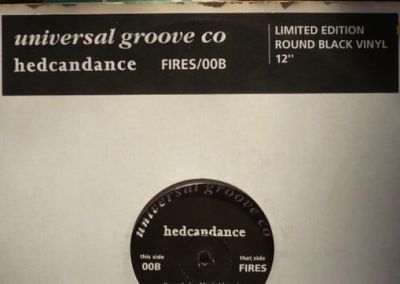 universal groove co
hedcandance FIRES/00B
LIMITED EDITION
ROUND BLACK VINYL
12"
universal groove co
hedcandance
this side
00B
that side
FIRES